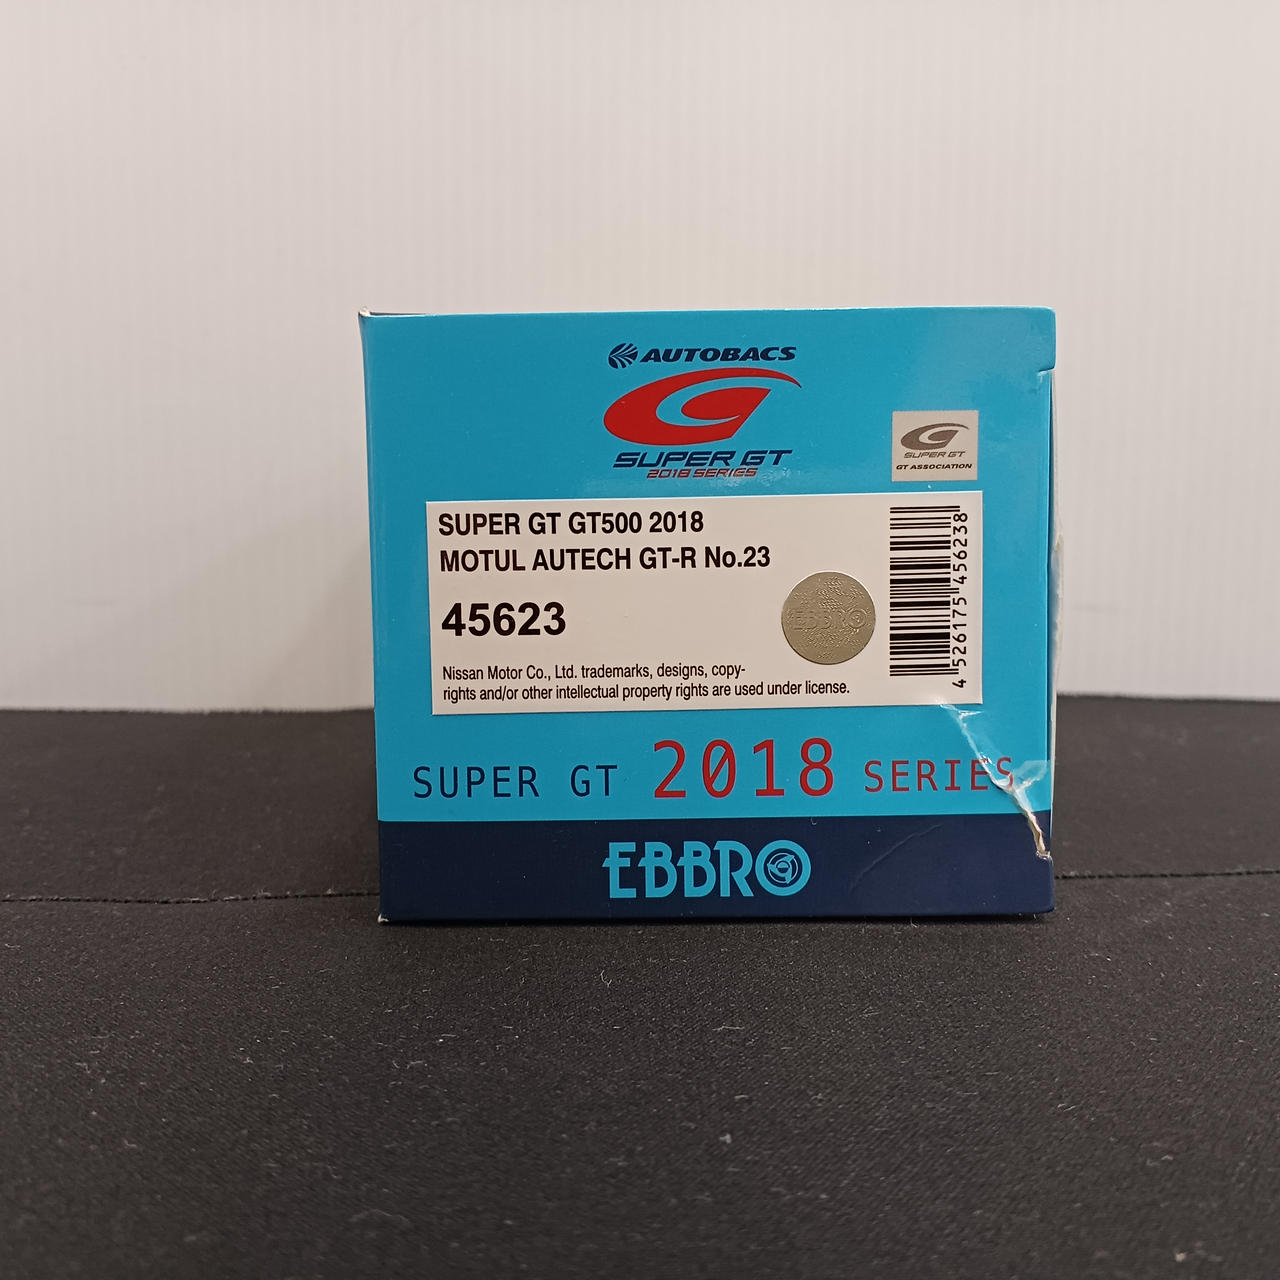 AUTOBACS
SUPER GT
2018 SERIES
SUPER GT
GT ASSOCIATION
SUPER GT GT500 2018
MOTUL AUTECH GT-R No.23
45623
EBBRO
Nissan Motor Co., Ltd. trademarks, designs, copy-
rights and/or other intellectual property rights are used under license.
4 526175 456238
SUPER GT 2018 SERIES
EBBRO